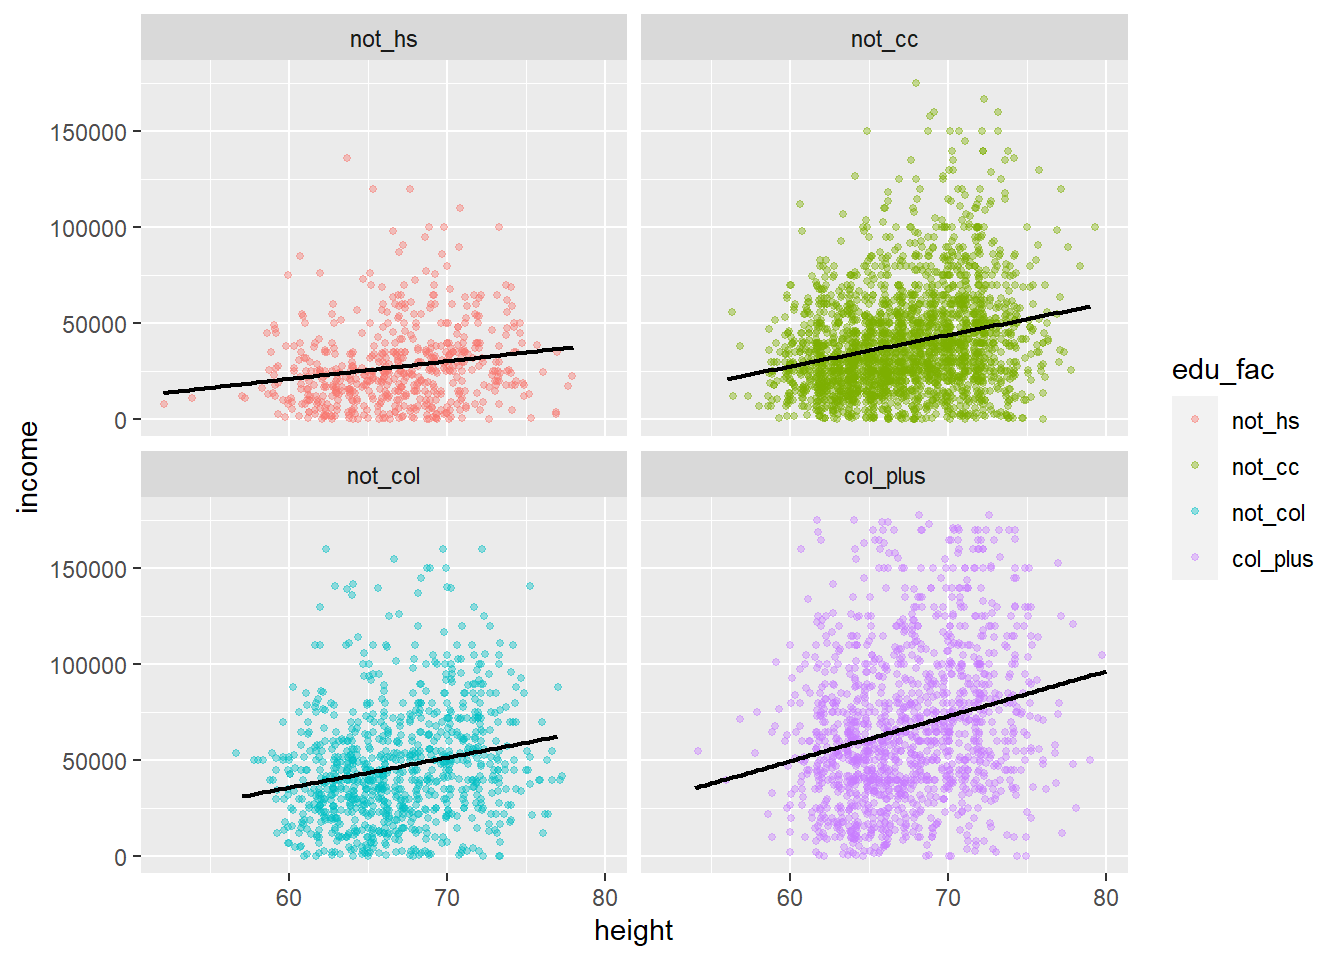 not_hs
not_cc
150000
100000
50000
0
not_col
col_plus
150000
100000
50000
0
60 70 80
60 70 80
height
income
edu_fac
not_hs
not_cc
not_col
col_plus